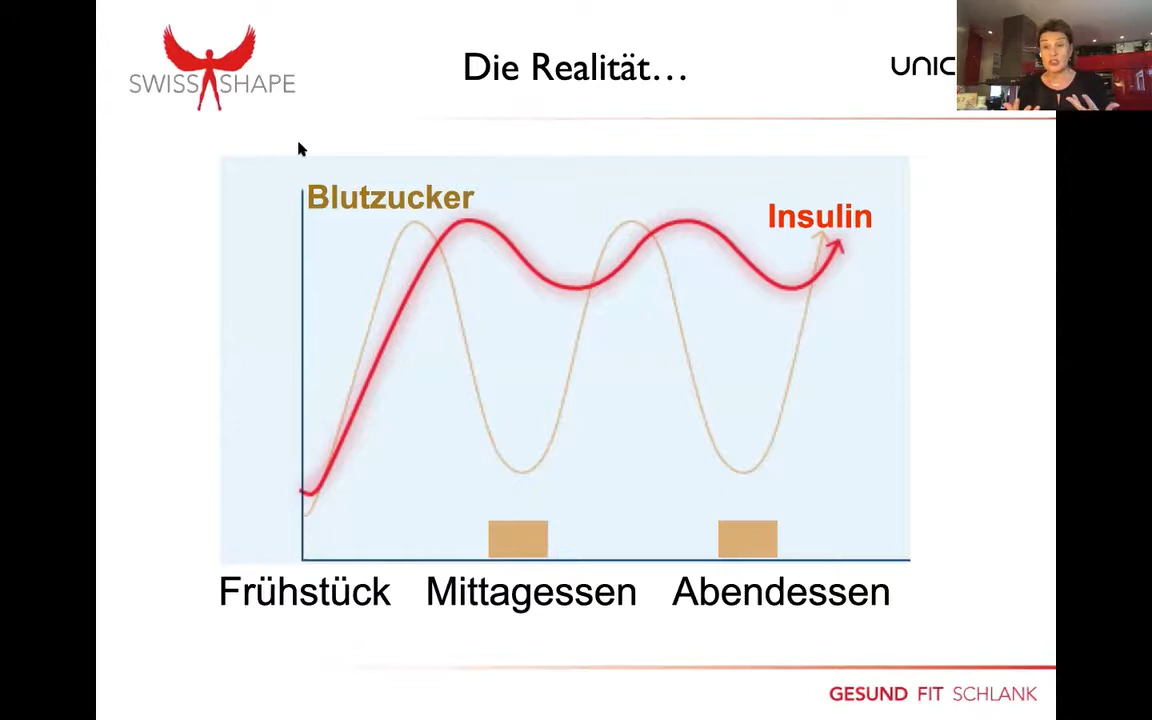 SWISS SHAPE
Die Realität...
UNIC
Blutzucker
Insulin
Frühstück Mittagessen Abendessen
GESUND FIT SCHLANK